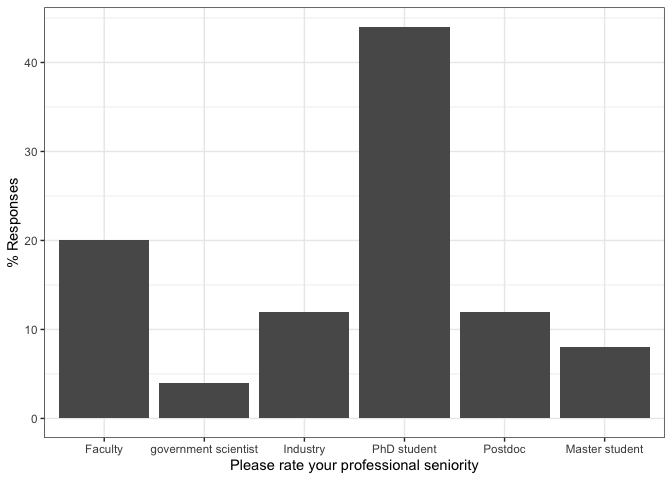 40
30
20
10
0
% Responses
Faculty government scientist Industry PhD student Postdoc Master student
Please rate your professional seniority